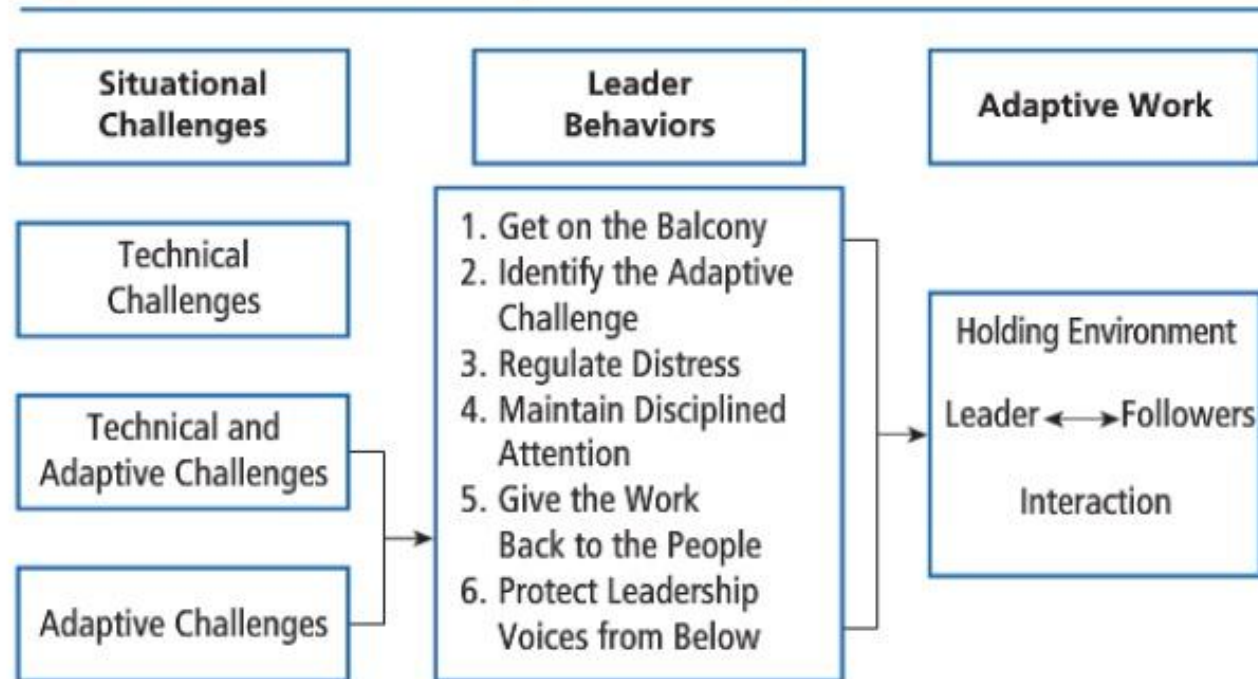 Situational
Challenges
Leader
Behaviors
Adaptive Work
Technical
Challenges
Technical and
Adaptive Challenges
Adaptive Challenges
1. Get on the Balcony
2. Identify the Adaptive
Challenge
3. Regulate Distress
4. Maintain Disciplined
Attention
5. Give the Work
Back to the People
6. Protect Leadership
Voices from Below
Holding Environment
Leader Followers
Interaction